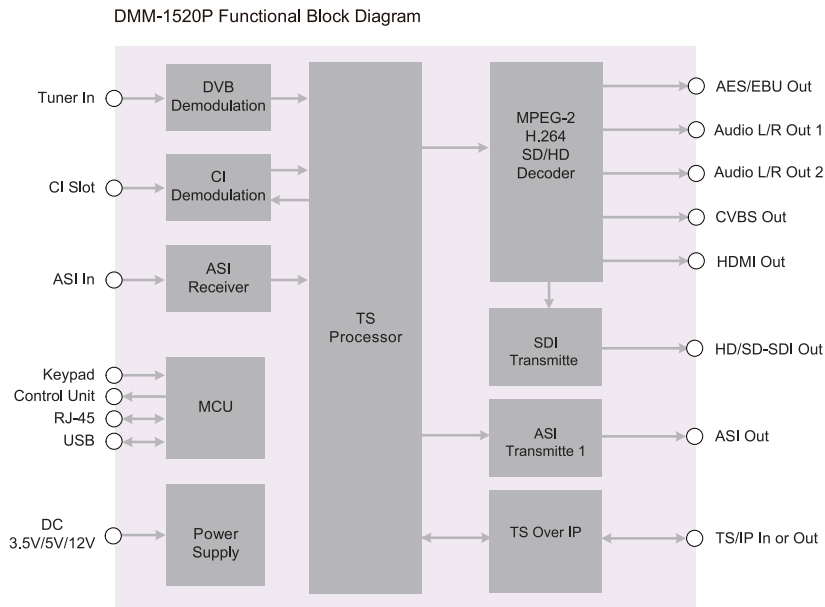 DMM-1520P Functional Block Diagram
Tuner In
DVB
Demodulation
CI Slot
CI
Demodulation
ASI In
ASI
Receiver
Keypad
Control Unit
RJ-45
USB
MCU
DC
3.5V/5V/12V
Power
Supply
TS
Processor
MPEG-2
H.264
SD/HD
Decoder
SDI
Transmitte
ASI
Transmitte 1
TS Over IP
AES/EBU Out
Audio L/R Out 1
Audio L/R Out 2
CVBS Out
HDMI Out
HD/SD-SDI Out
ASI Out
TS/IP In or Out